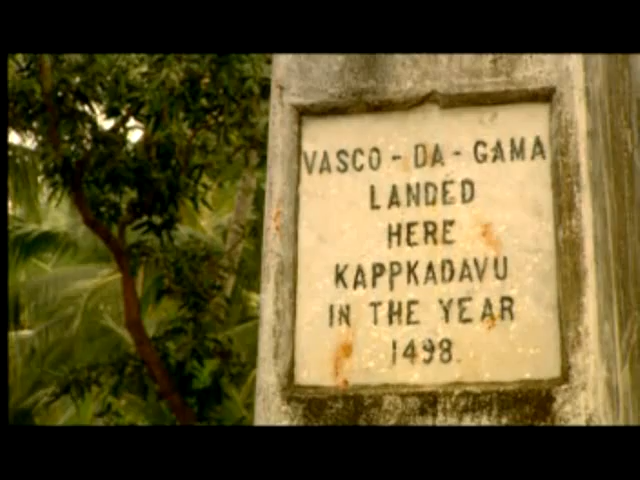 VASCO - DA - GAMA
LANDED
HERE
KAPPKADAVU
IN THE YEAR
1498.